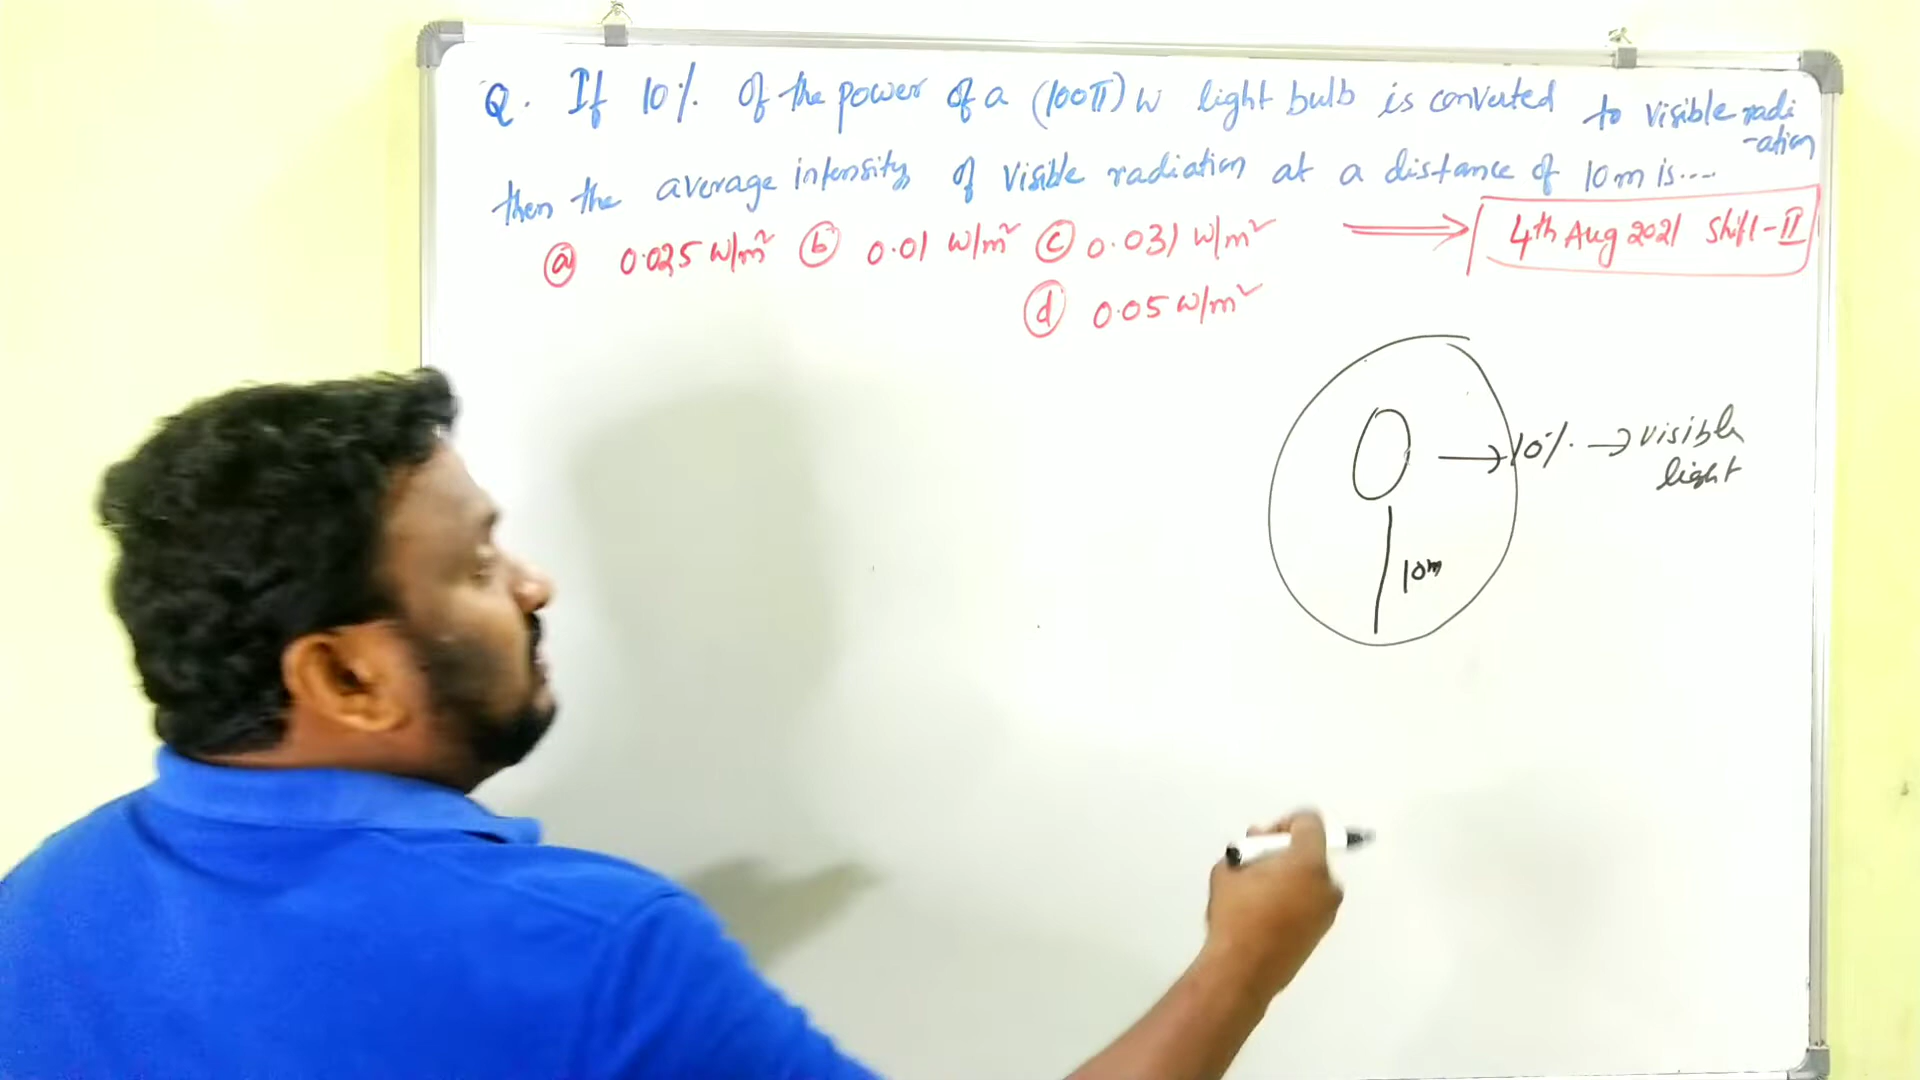 Q. If 10% of the power of a (100π) W light bulb is converted to visible radi
-ation
then the average intensity of visible radiation at a distance of 10 m is....
ⓐ 0.025 W/m² ⓑ 0.01 W/m² ⓒ 0.031 W/m² ⟹ 4th Aug 2021 Shift-II
ⓓ 0.05 W/m²
→ 10% → visible
light
10m